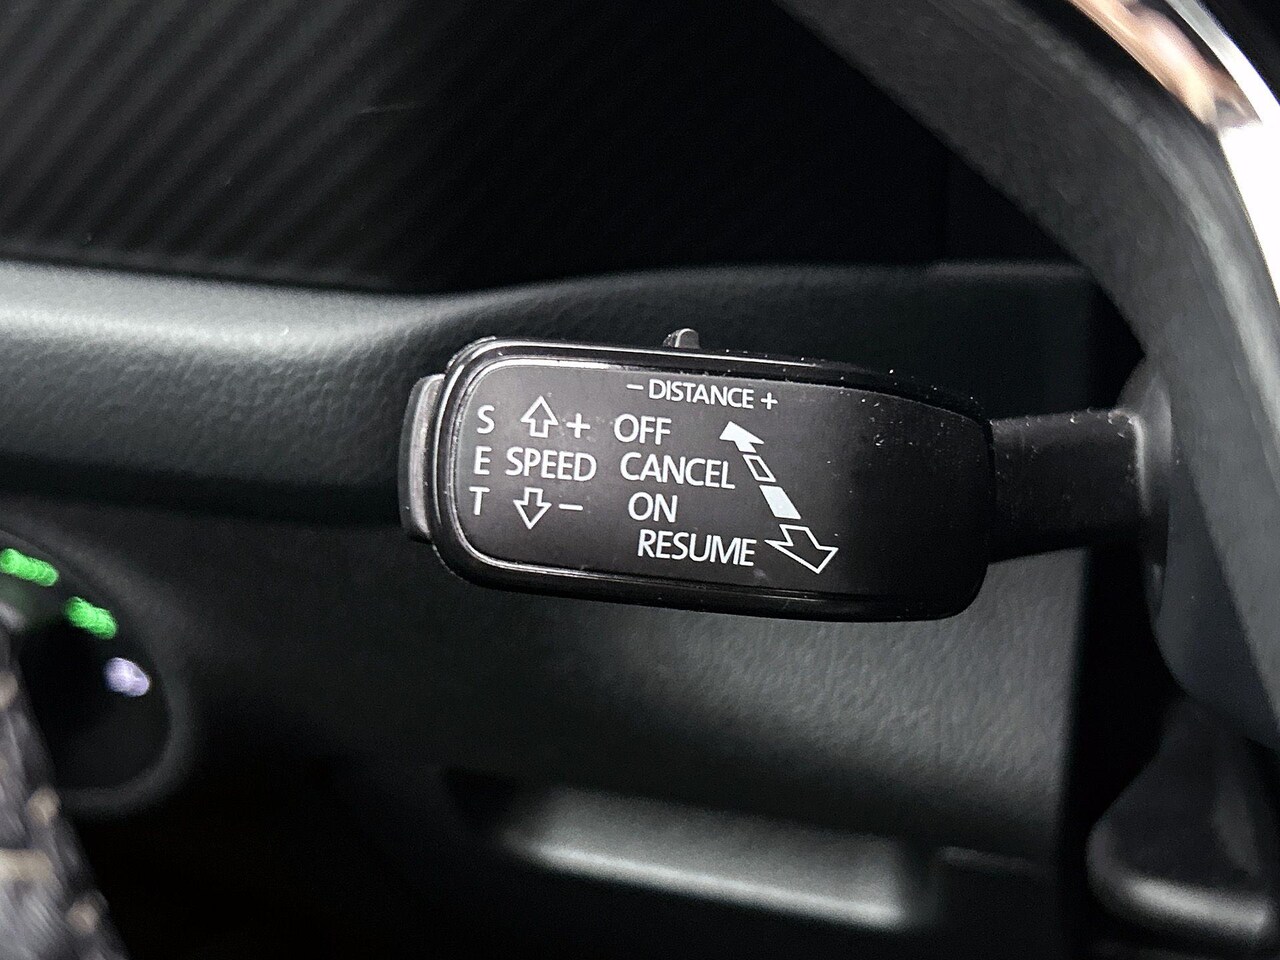 − DISTANCE +
S + OFF
E SPEED CANCEL
T − ON
RESUME